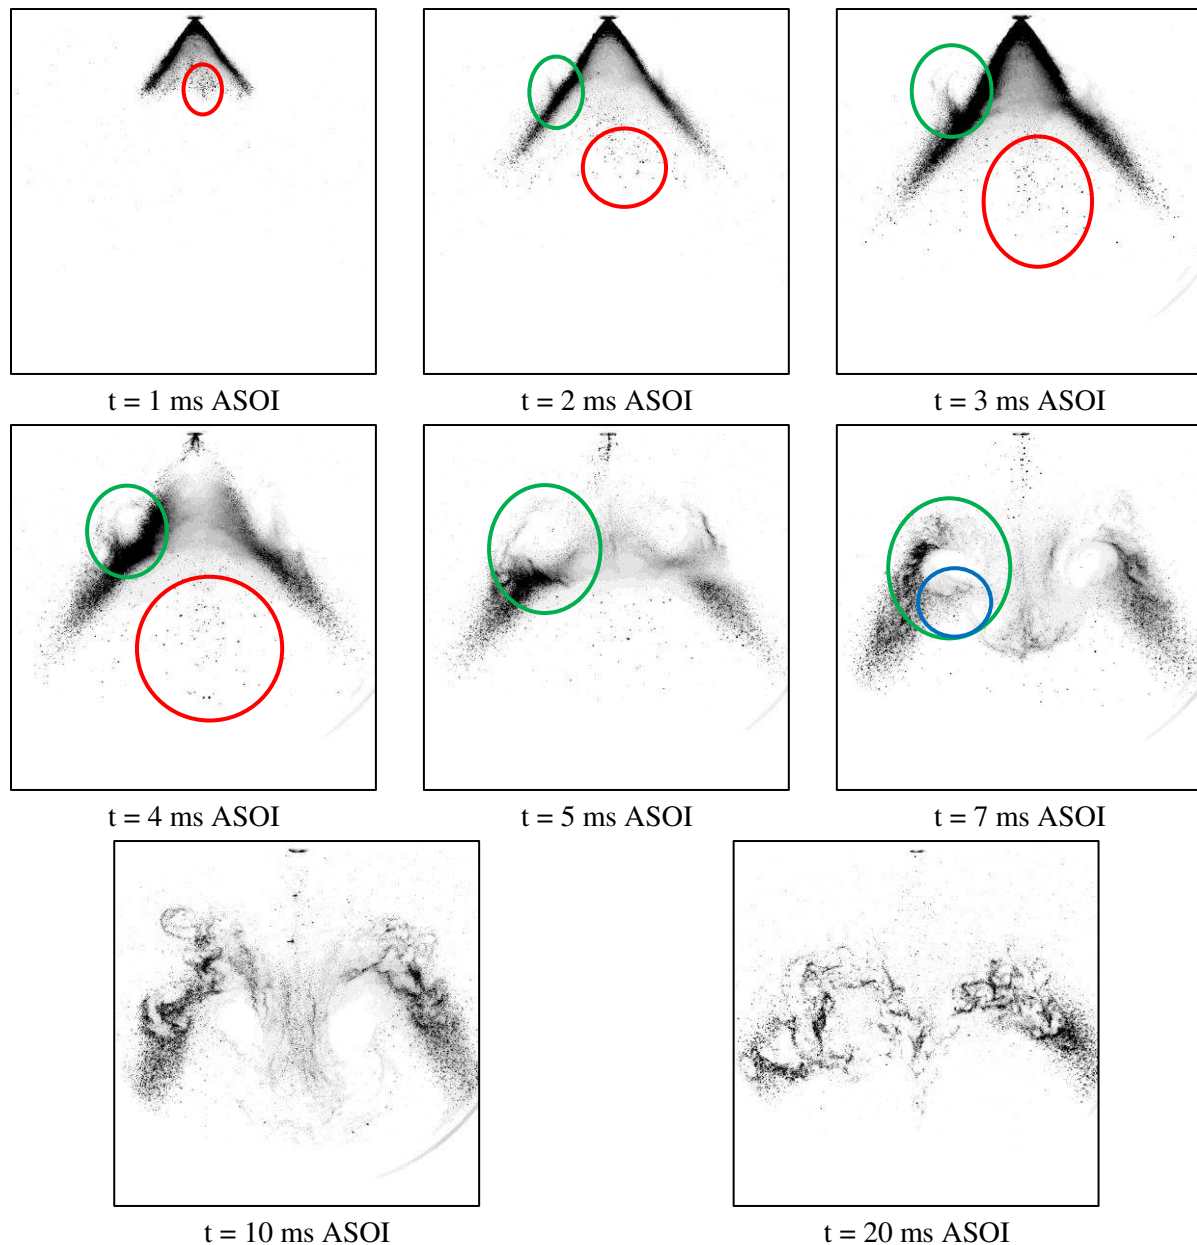 t = 1 ms ASOI
t = 2 ms ASOI
t = 3 ms ASOI
t = 4 ms ASOI
t = 5 ms ASOI
t = 7 ms ASOI
t = 10 ms ASOI
t = 20 ms ASOI